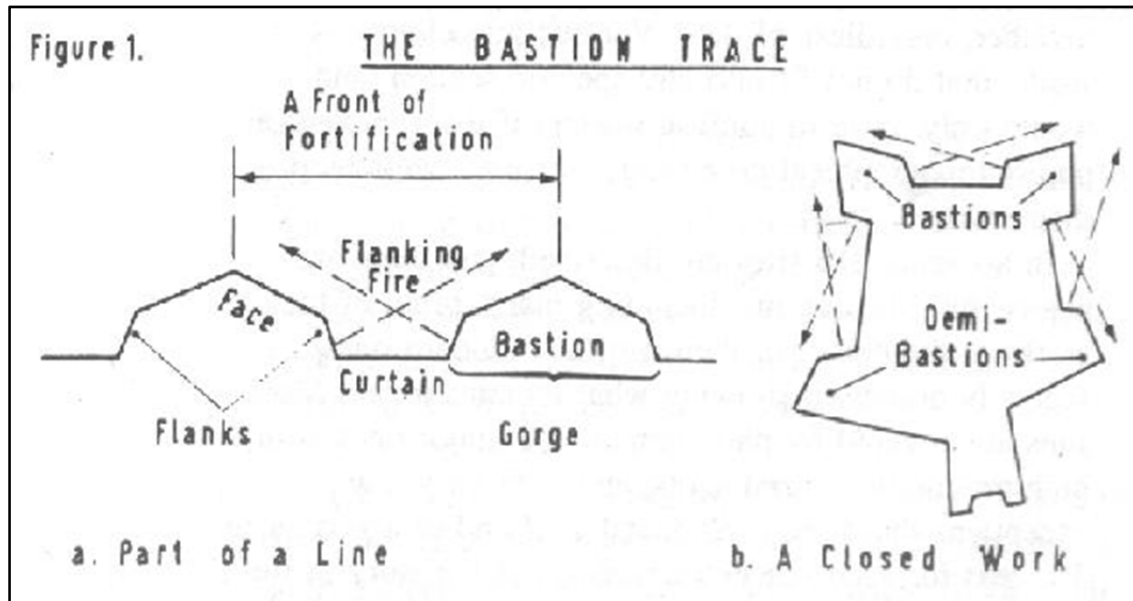 Figure 1.
THE BASTION TRACE
A Front of
Fortification
Flanking
Fire
Face
Bastion
Curtain
Flanks
Gorge
a. Part of a Line
Bastions
Demi-
Bastions
b. A Closed Work